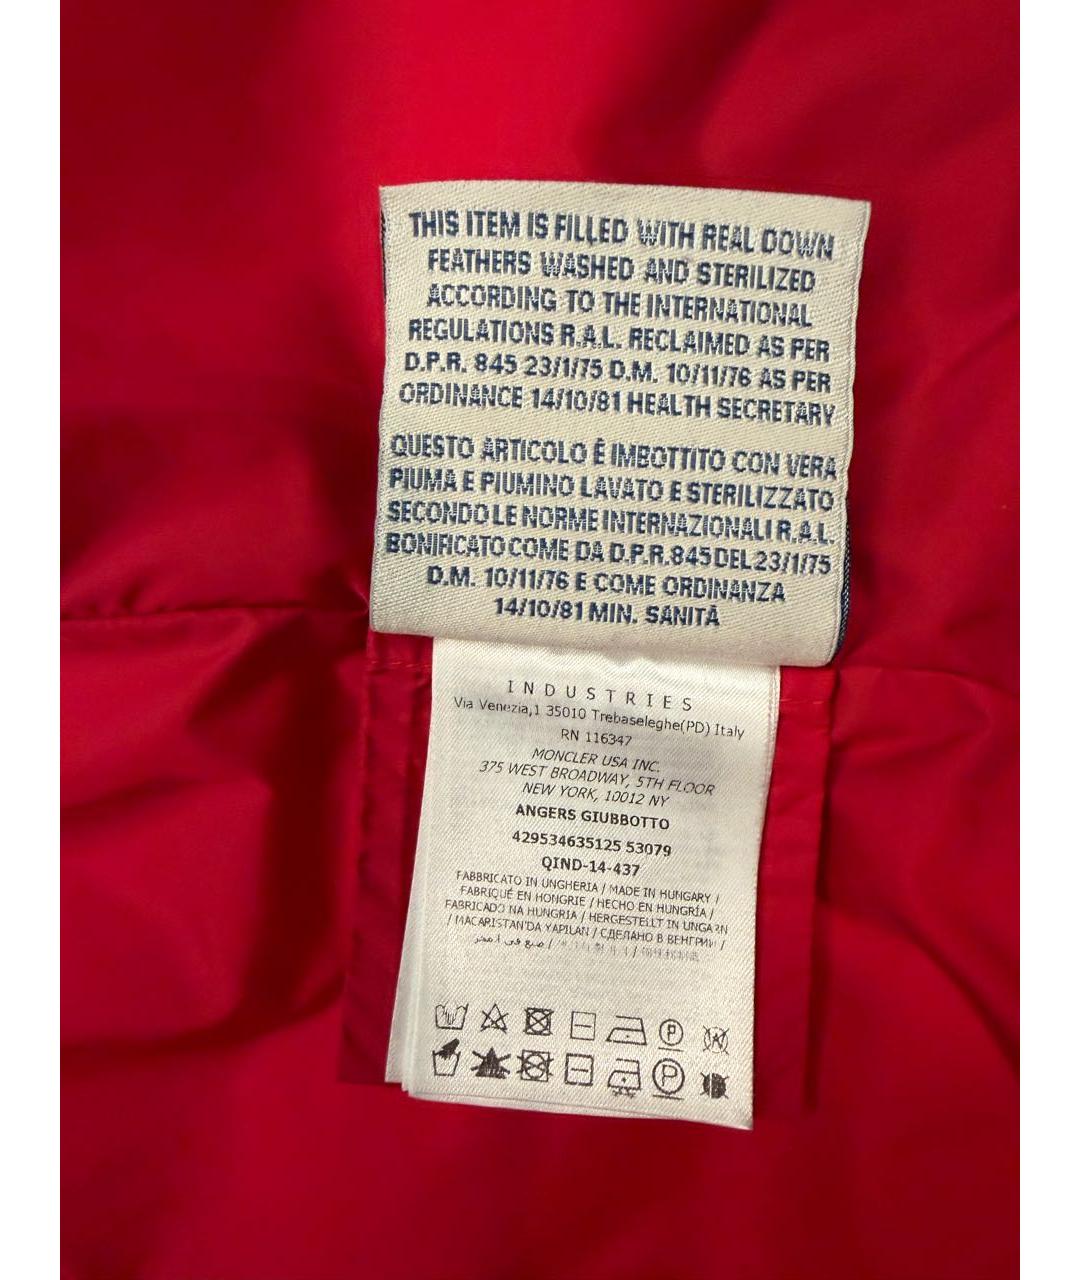 THIS ITEM IS FILLED WITH REAL DOWN
FEATHERS WASHED AND STERILIZED
ACCORDING TO THE INTERNATIONAL
REGULATIONS R.A.L. RECLAIMED AS PER
D.P.R. 845 23/1/75 D.M. 10/11/76 AS PER
ORDINANCE 14/10/81 HEALTH SECRETARY
QUESTO ARTICOLO È IMBOTTITO CON VERA
PIUMA E PIUMINO LAVATO E STERILIZZATO
SECONDO LE NORME INTERNAZIONALI R.A.L.
BONIFICATO COME DA D.P.R. 845 DEL 23/1/75
D.M. 10/11/76 E COME ORDINANZA
14/10/81 MIN. SANITÀ
INDUSTRIES
Via Venezia,1 35010 Trebaseleghe(PD) Italy
RN 116347
MONCLER USA INC.
375 WEST BROADWAY, 5TH FLOOR
NEW YORK, 10012 NY
ANGERS GIUBBOTTO
429534635125 53079
QIND-14-437
FABBRICATO IN UNGHERIA / MADE IN HUNGARY /
FABRIQUÉ EN HONGRIE / HECHO EN HUNGRÍA /
FABRICADO NA HUNGRIA / HERGESTELLT IN UNGARN
/ MACARISTAN'DA YAPILAN / СДЕЛАНО В ВЕНГРИИ /
صنع في المجر /
P
W
P